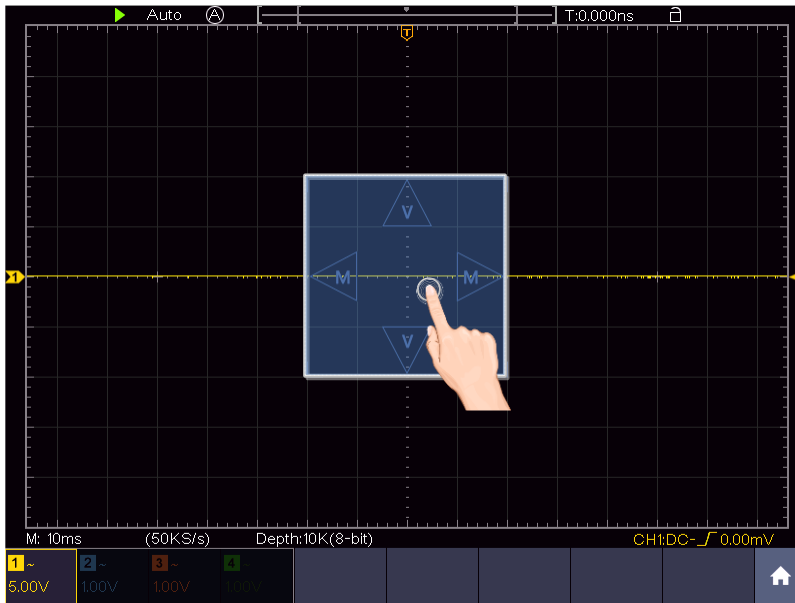 Auto A T:0.000ns
T
V
1 M M
V
M: 10ms (50KS/s) Depth:10K(8-bit) CH1:DC- 0.00mV
1 ~ 2 ~ 3 ~ 4 ~
5.00V 1.00V 1.00V 1.00V